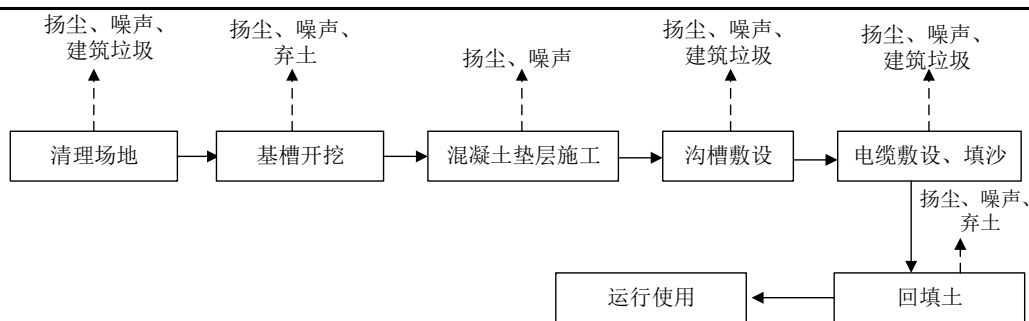 扬尘、噪声、
建筑垃圾
扬尘、噪声、
弃土
扬尘、噪声
扬尘、噪声、
建筑垃圾
扬尘、噪声、
建筑垃圾
清理场地
基槽开挖
混凝土垫层施工
沟槽敷设
电缆敷设、填沙
扬尘、噪声、
弃土
运行使用
回填土